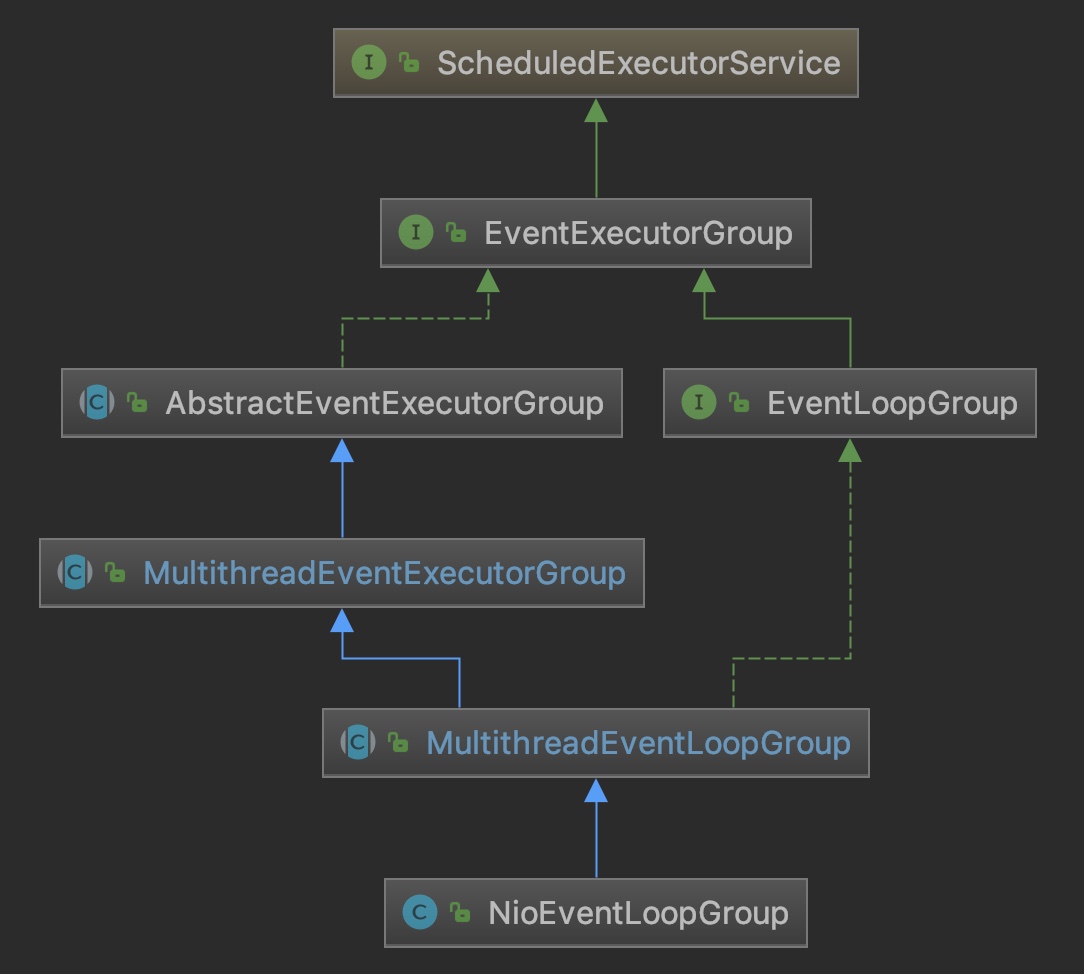 I ScheduledExecutorService
I EventExecutorGroup
C AbstractEventExecutorGroup
I EventLoopGroup
C MultithreadEventExecutorGroup
C MultithreadEventLoopGroup
C NioEventLoopGroup